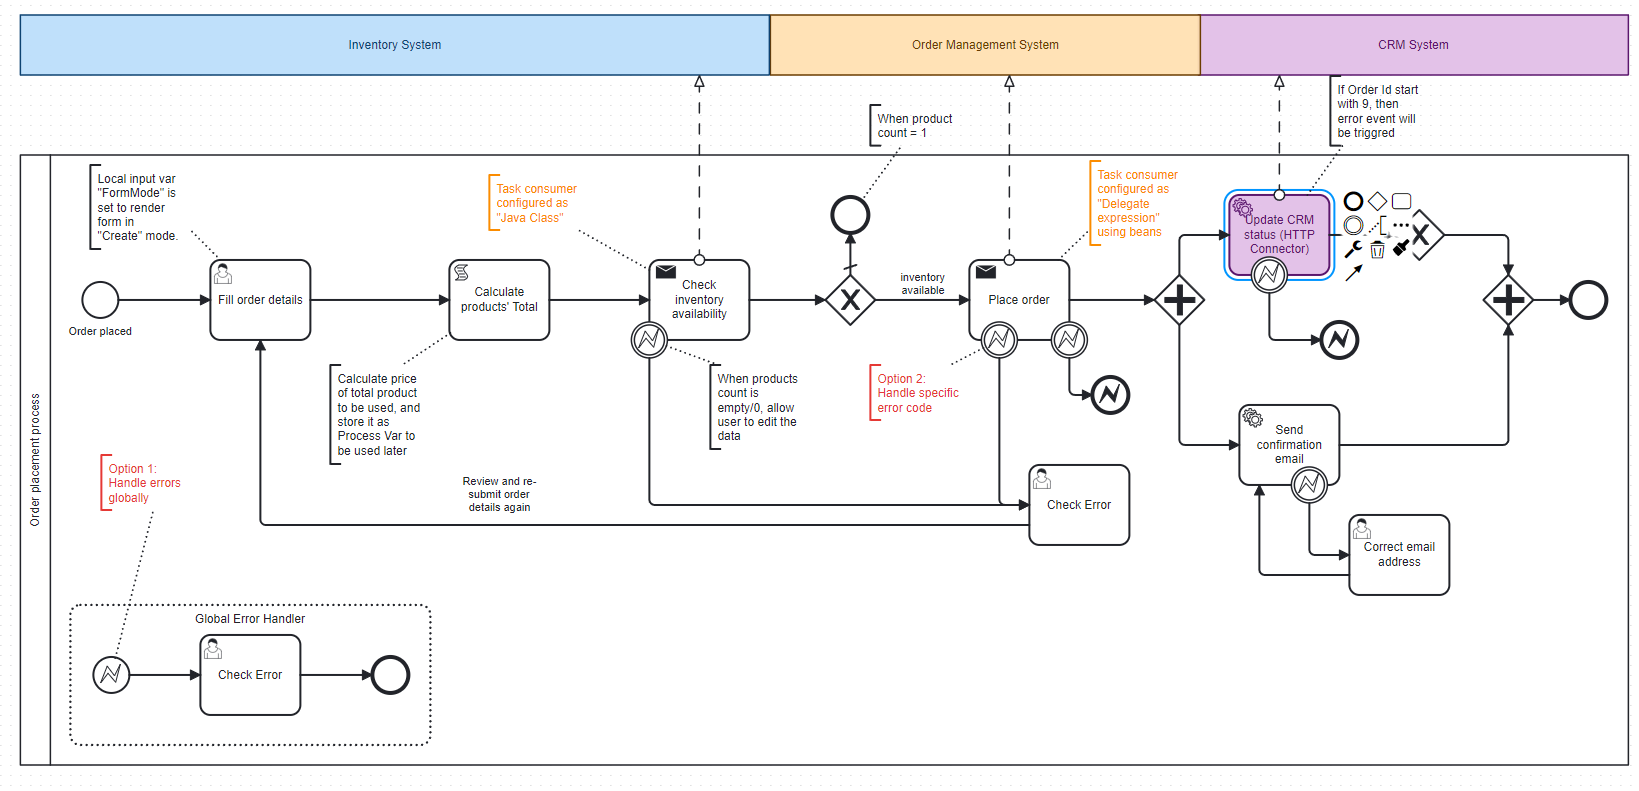 Inventory System
Order Management System
CRM System
If Order Id start
with 9, then
error event will
be triggred
When product
count = 1
Local input var
"FormMode" is
set to render
form in
"Create" mode.
Task consumer
configured as
"Java Class"
Task consumer
configured as
"Delegate
expression"
using beans
Update CRM
status (HTTP
Connector)
Order placed
Fill order details
Calculate
products' Total
Check
inventory
availability
inventory
available
Place order
Calculate price
of total product
to be used, and
store it as
Process Var to
be used later
When products
count is
empty/0, allow
user to edit the
data
Option 2:
Handle specific
error code
Send
confirmation
email
Order placement process
Option 1:
Handle errors
globally
Review and re-
submit order
details again
Check Error
Correct email
address
Global Error Handler
Check Error